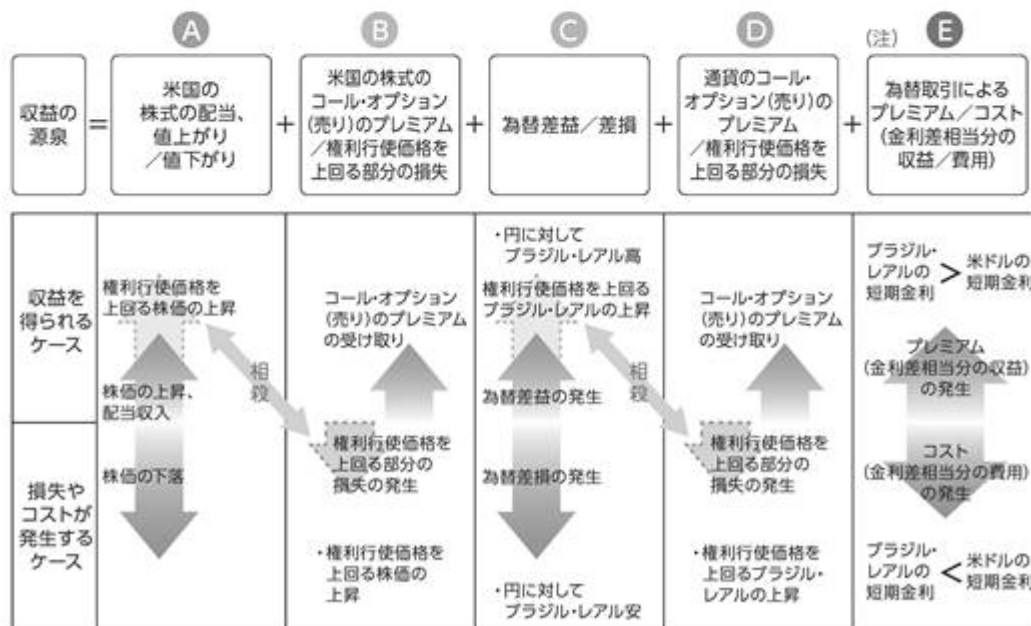 A
B
C
D
(注)
E
収益の
源泉
=
米国の
株式の配当、
値上がり
/値下がり
+
米国の株式の
コール・オプション
(売り)のプレミアム
/権利行使価格を
上回る部分の損失
+
為替差益/差損
+
通貨のコール・
オプション(売り)の
プレミアム
/権利行使価格を
上回る部分の損失
+
為替取引による
プレミアム/コスト
(金利差相当分の
収益/費用)
収益を
得られる
ケース
権利行使価格を
上回る株価の上昇
株価の上昇、
配当収入
相殺
コール・オプション
(売り)のプレミアム
の受け取り
・円に対して
ブラジル・レアル高
権利行使価格を上回る
ブラジル・レアルの上昇
為替差益の発生
相殺
コール・オプション
(売り)のプレミアム
の受け取り
ブラジル・
レアルの
短期金利
>
米ドルの
短期金利
プレミアム
(金利差相当分の収益)
の発生
損失や
コストが
発生する
ケース
株価の下落
権利行使価格を
上回る部分の
損失の発生
・権利行使価格を
上回る株価の
上昇
為替差損の発生
・円に対して
ブラジル・レアル安
権利行使価格を
上回る部分の
損失の発生
・権利行使価格を
上回るブラジル・
レアルの上昇
コスト
(金利差相当分の費用)
の発生
ブラジル・
レアルの
短期金利
<
米ドルの
短期金利